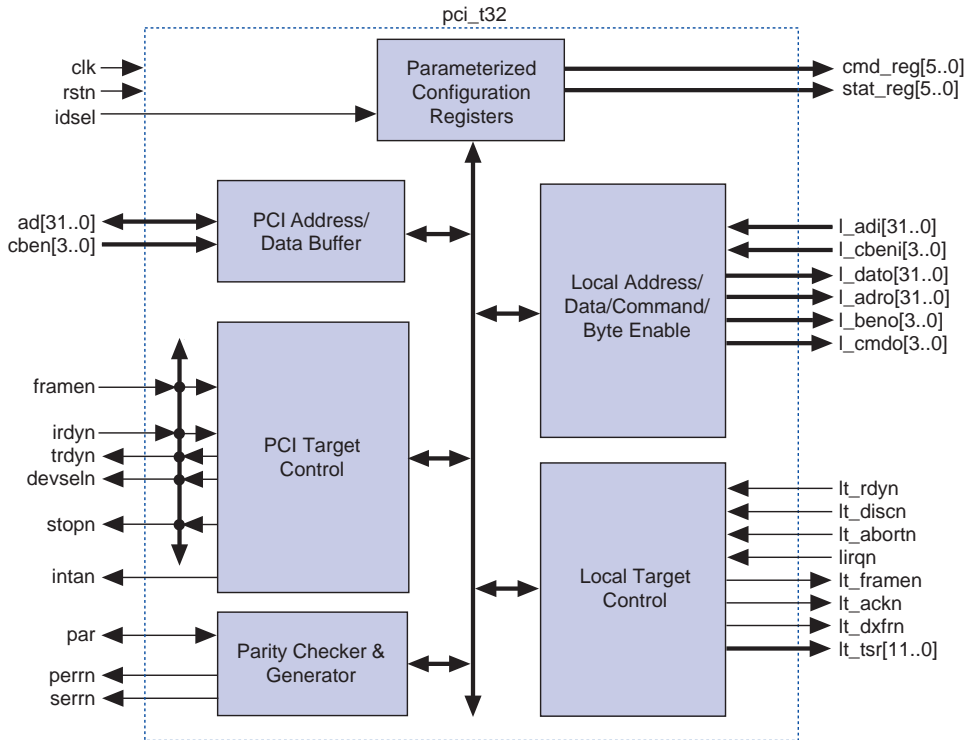 pci_t32
clk
rstn
idsel
Parameterized
Configuration
Registers
cmd_reg[5..0]
stat_reg[5..0]
ad[31..0]
cben[3..0]
PCI Address/
Data Buffer
Local Address/
Data/Command/
Byte Enable
l_adi[31..0]
l_cbeni[3..0]
l_dato[31..0]
l_adro[31..0]
l_beno[3..0]
l_cmdo[3..0]
framen
irdyn
trdyn
devseln
stopn
intan
PCI Target
Control
Local Target
Control
lt_rdyn
lt_discn
lt_abortn
lirqn
lt_framen
lt_ackn
lt_dxfrn
lt_tsr[11..0]
par
perrn
serrn
Parity Checker &
Generator